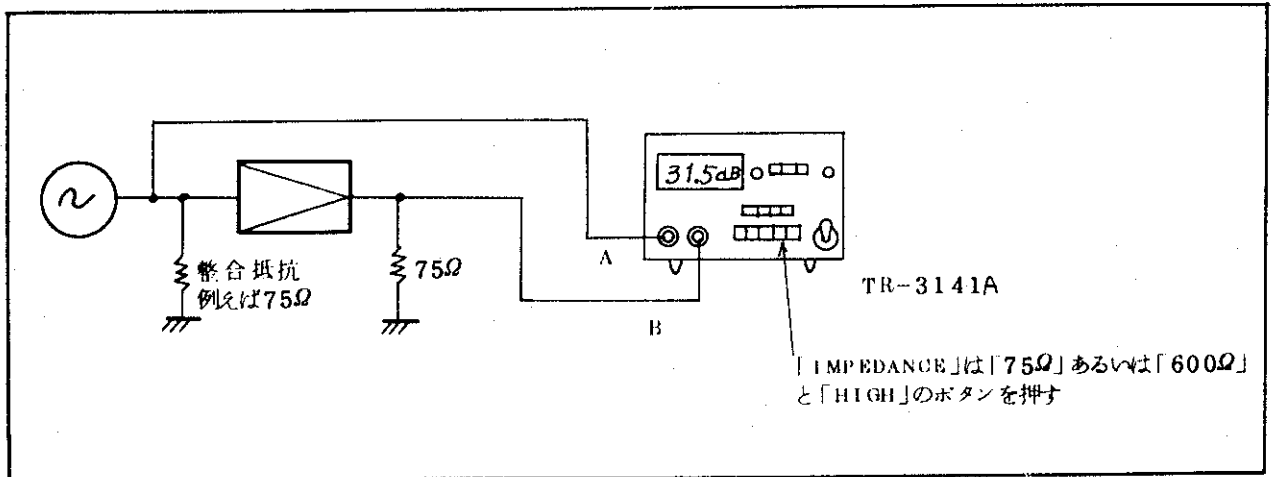 31.5dB
整合抵抗
例えば75Ω
75Ω
A
B
TR-3141A
「IMPEDANCE」は「75Ω」あるいは「600Ω」
と「HIGH」のボタンを押す